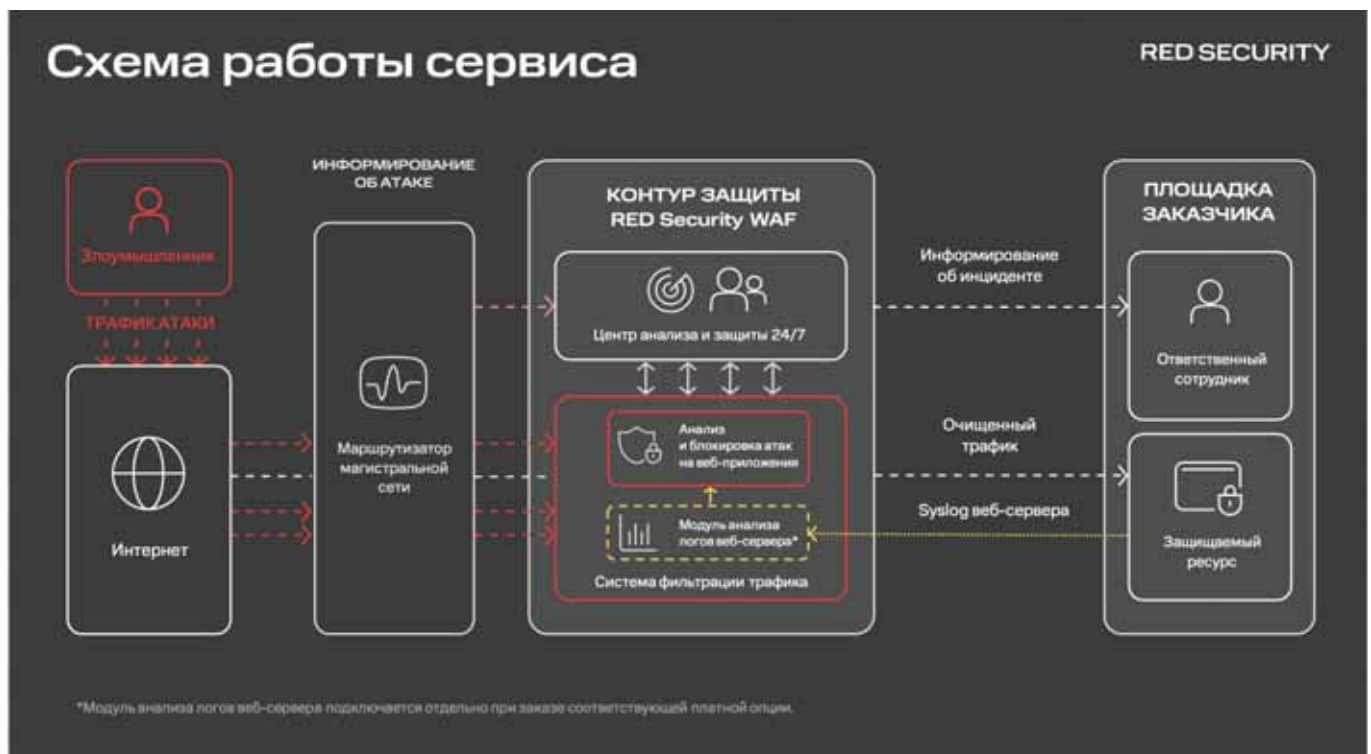 Схема работы сервиса
RED SECURITY
Злоумышленник
ТРАФИК АТАКИ
Интернет
ИНФОРМИРОВАНИЕ
ОБ АТАКЕ
Маршрутизатор
магистральной
сети
КОНТУР ЗАЩИТЫ
RED Security WAF
Центр анализа и защиты 24/7
Анализ
и блокировка атак
на веб-приложения
Модуль анализа
логов веб-сервера*
Система фильтрации трафика
Информирование
об инциденте
Очищенный
трафик
Syslog веб-сервера
ПЛОЩАДКА
ЗАКАЗЧИКА
Ответственный
сотрудник
Защищаемый
ресурс
*Модуль анализа логов веб-сервера подключается отдельно при заказе соответствующей платной опции.